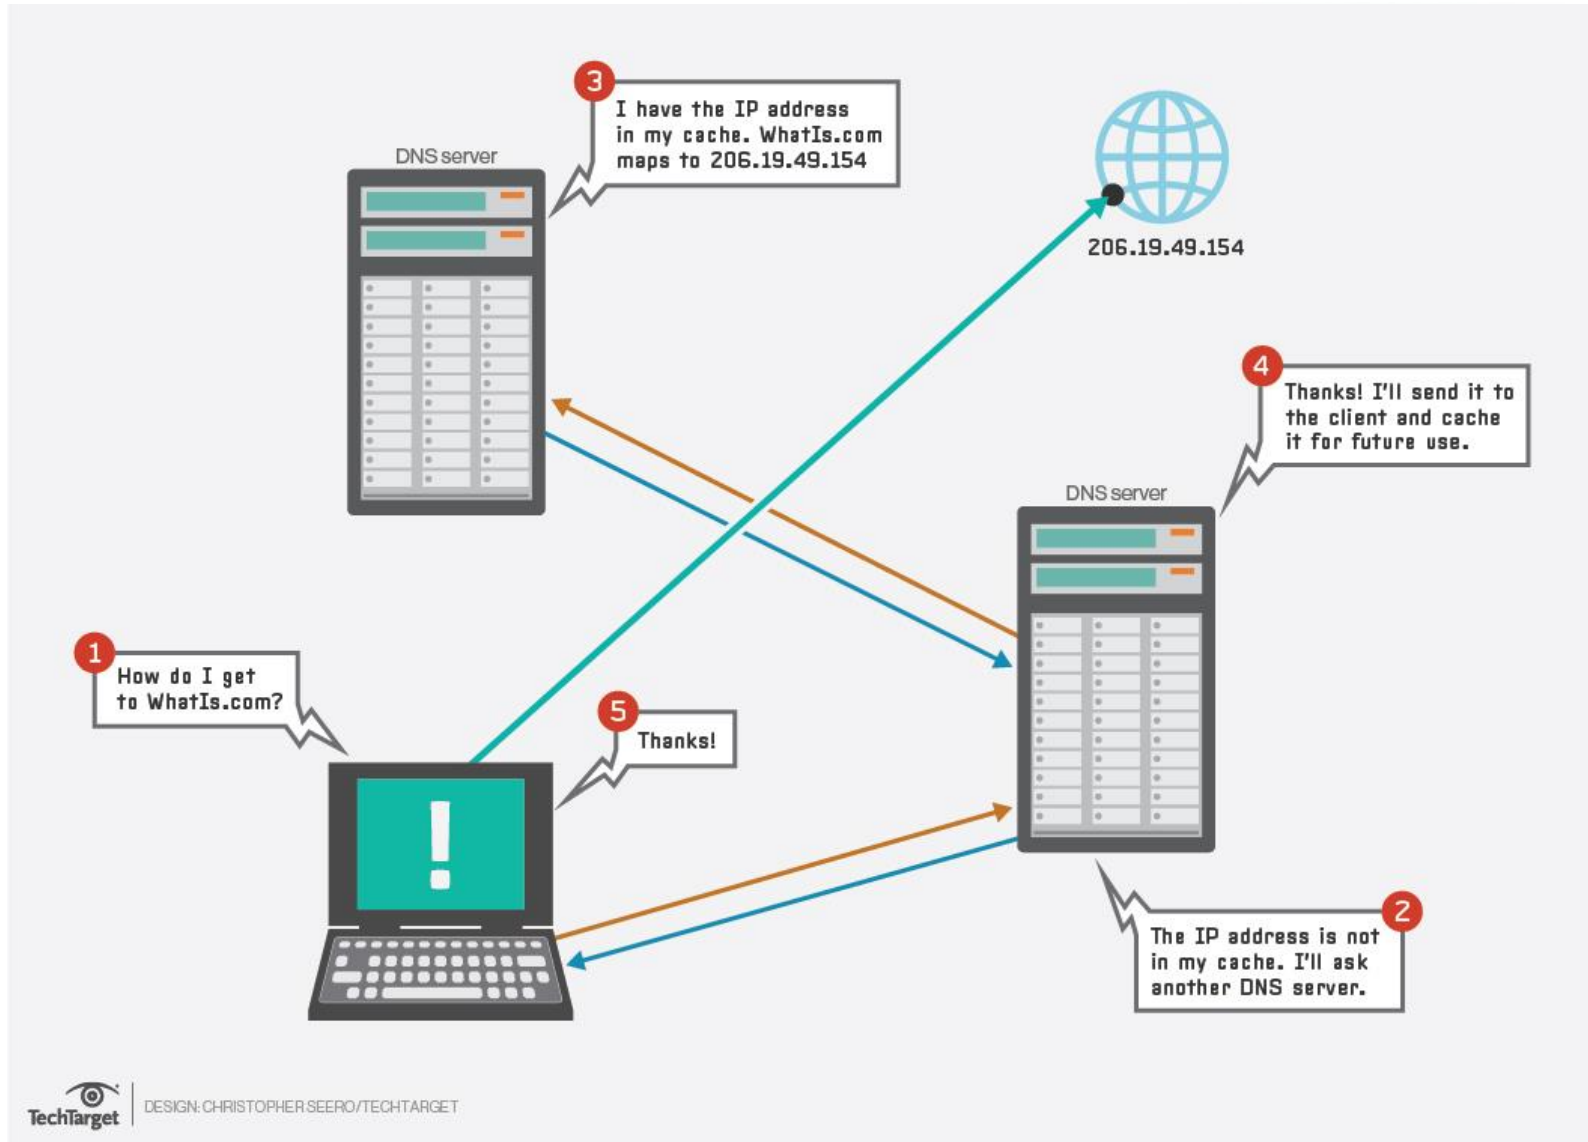 3
I have the IP address
in my cache. WhatIs.com
maps to 206.19.49.154
DNS server
206.19.49.154
4
Thanks! I'll send it to
the client and cache
it for future use.
DNS server
1
How do I get
to WhatIs.com?
5
Thanks!
!
2
The IP address is not
in my cache. I'll ask
another DNS server.
TechTarget
DESIGN: CHRISTOPHER SEERO/TECHTARGET